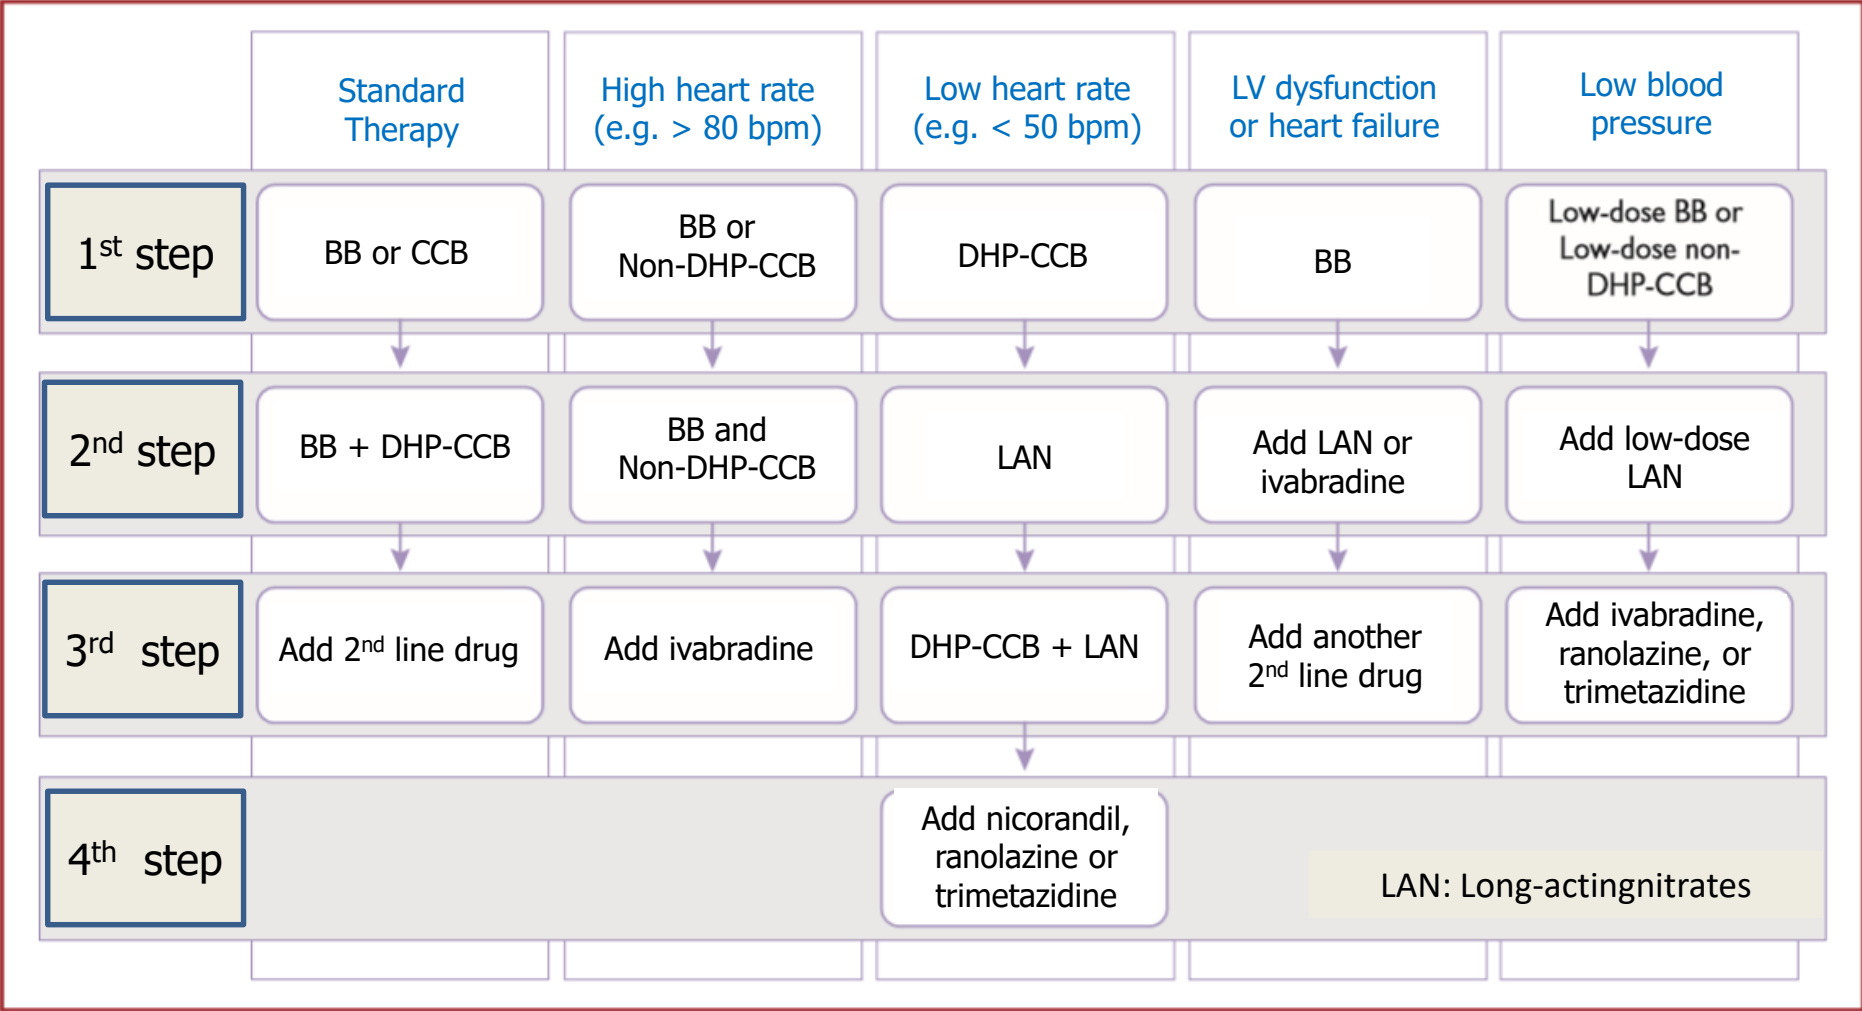 Standard
Therapy
High heart rate
(e.g. > 80 bpm)
Low heart rate
(e.g. < 50 bpm)
LV dysfunction
or heart failure
Low blood
pressure
1st step
BB or CCB
BB or
Non-DHP-CCB
DHP-CCB
BB
Low-dose BB or
Low-dose non-
DHP-CCB
2nd step
BB + DHP-CCB
BB and
Non-DHP-CCB
LAN
Add LAN or
ivabradine
Add low-dose
LAN
3rd step
Add 2nd line drug
Add ivabradine
DHP-CCB + LAN
Add another
2nd line drug
Add ivabradine,
ranolazine, or
trimetazidine
4th step
Add nicorandil,
ranolazine or
trimetazidine
LAN: Long-actingnitrates